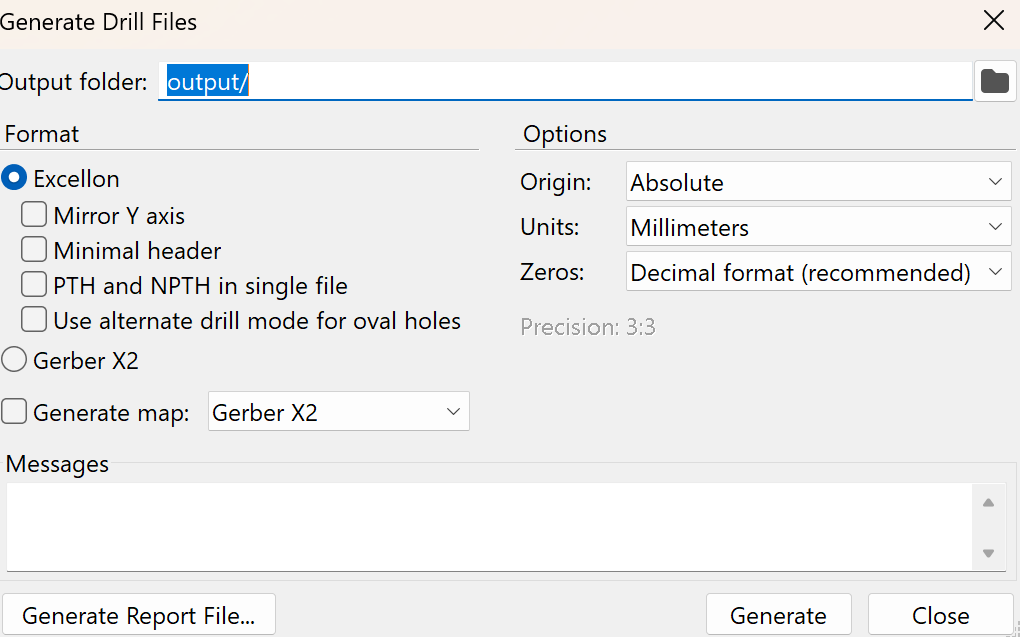 Generate Drill Files
Output folder: output/
Format
Excellon
Mirror Y axis
Minimal header
PTH and NPTH in single file
Use alternate drill mode for oval holes
Gerber X2
Generate map: Gerber X2
Options
Origin: Absolute
Units: Millimeters
Zeros: Decimal format (recommended)
Precision: 3:3
Messages
Generate Report File... Generate Close